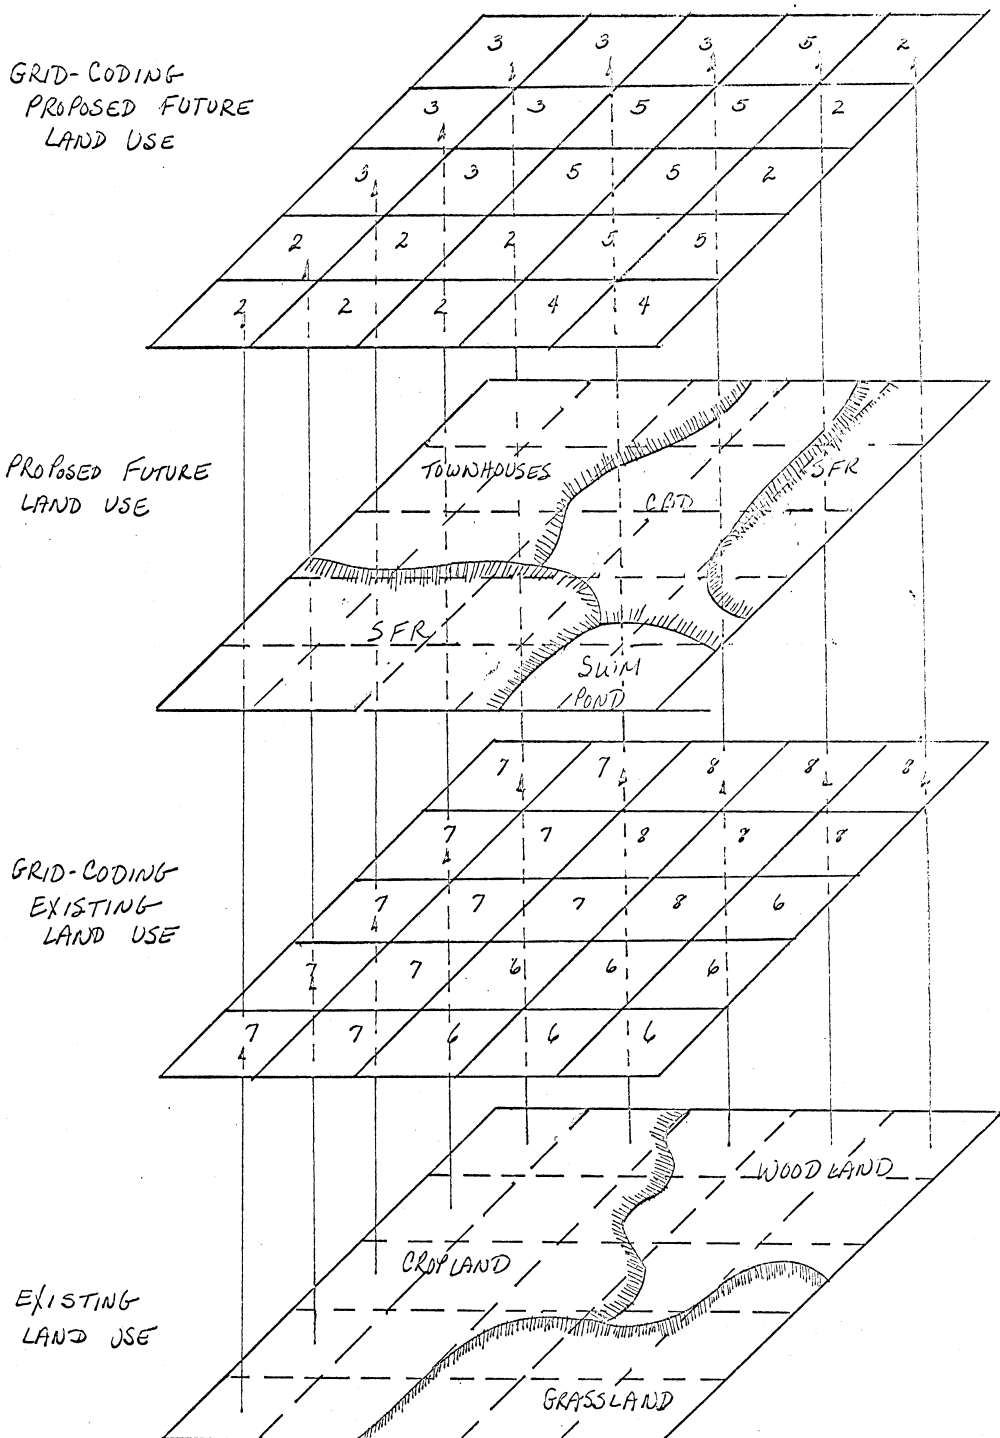 GRID-CODING
PROPOSED FUTURE
LAND USE
3 3 3 5 2
3 3 5 5 2
3 3 5 5 2
2 2 2 5 5
2 2 2 4 4
PROPOSED FUTURE
LAND USE
TOWNHOUSES
SFR
CBD
SFR
SWIM
POND
GRID-CODING
EXISTING
LAND USE
7 7 8 8 8
7 7 8 8 8
7 7 7 8 6
7 7 6 6 6
7 7 6 6 6
EXISTING
LAND USE
WOODLAND
CROPLAND
GRASSLAND